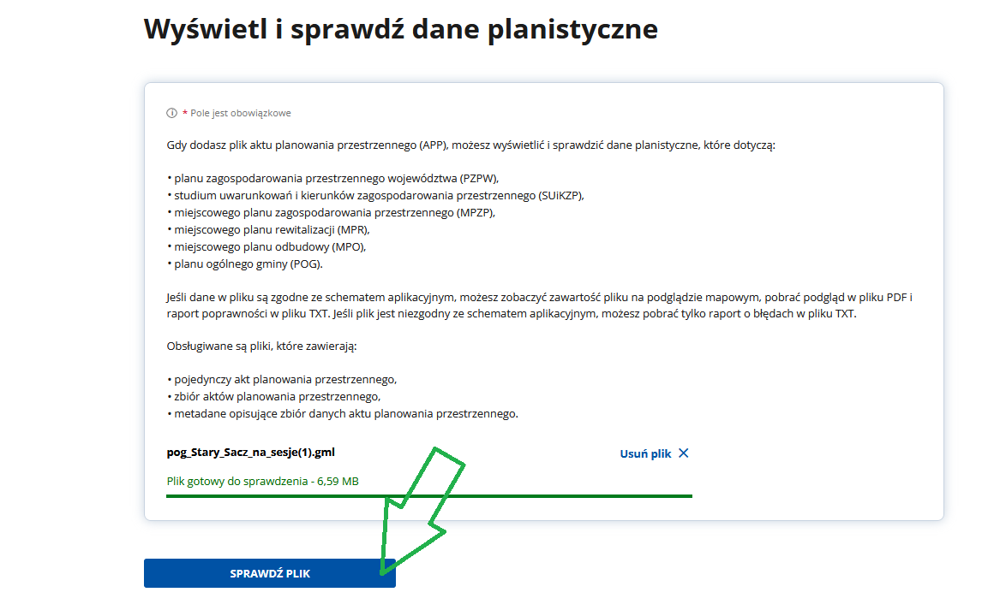 Wyświetl i sprawdź dane planistyczne
* Pole jest obowiązkowe
Gdy dodasz plik aktu planowania przestrzennego (APP), możesz wyświetlić i sprawdzić dane planistyczne, które dotyczą:
• planu zagospodarowania przestrzennego województwa (PZPW),
• studium uwarunkowań i kierunków zagospodarowania przestrzennego (SUiKZP),
• miejscowego planu zagospodarowania przestrzennego (MPZP),
• miejscowego planu rewitalizacji (MPR),
• miejscowego planu odbudowy (MPO),
• planu ogólnego gminy (POG).
Jeśli dane w pliku są zgodne ze schematem aplikacyjnym, możesz zobaczyć zawartość pliku na podglądzie mapowym, pobrać podgląd w pliku PDF i
raport poprawności w pliku TXT. Jeśli plik jest niezgodny ze schematem aplikacyjnym, możesz pobrać tylko raport o błędach w pliku TXT.
Obsługiwane są pliki, które zawierają:
• pojedynczy akt planowania przestrzennego,
• zbiór aktów planowania przestrzennego,
• metadane opisujące zbiór danych aktu planowania przestrzennego.
pog_Stary_Sacz_na_sesje(1).gml
Usuń plik
Plik gotowy do sprawdzenia - 6,59 MB
SPRAWDŹ PLIK